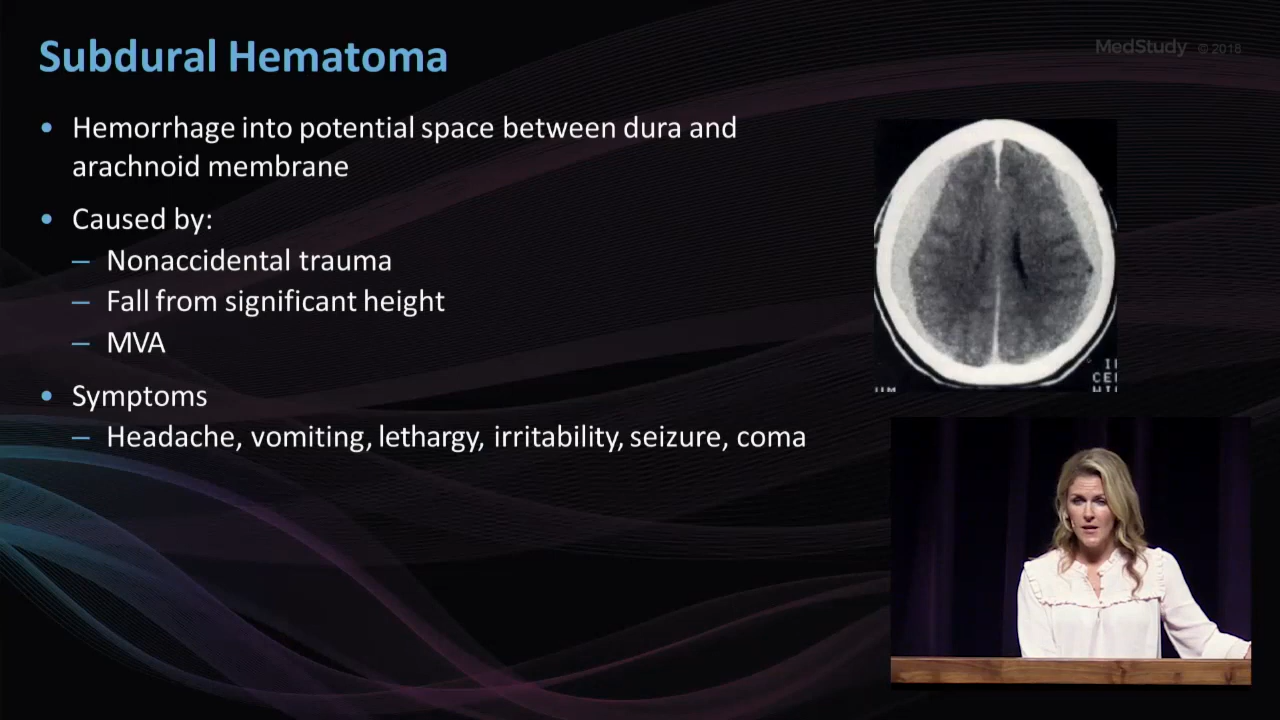 Subdural Hematoma
MedStudy © 2018
• Hemorrhage into potential space between dura and
arachnoid membrane
• Caused by:
– Nonaccidental trauma
– Fall from significant height
– MVA
• Symptoms
– Headache, vomiting, lethargy, irritability, seizure, coma